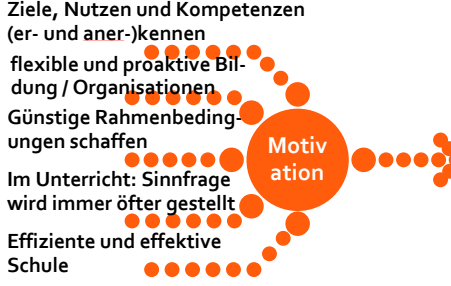 Ziele, Nutzen und Kompetenzen
(er- und aner-)kennen
flexible und proaktive Bil-
dung / Organisationen
Günstige Rahmenbeding-
ungen schaffen
Im Unterricht: Sinnfrage
wird immer öfter gestellt
Effiziente und effektive
Schule
Motiv
ation